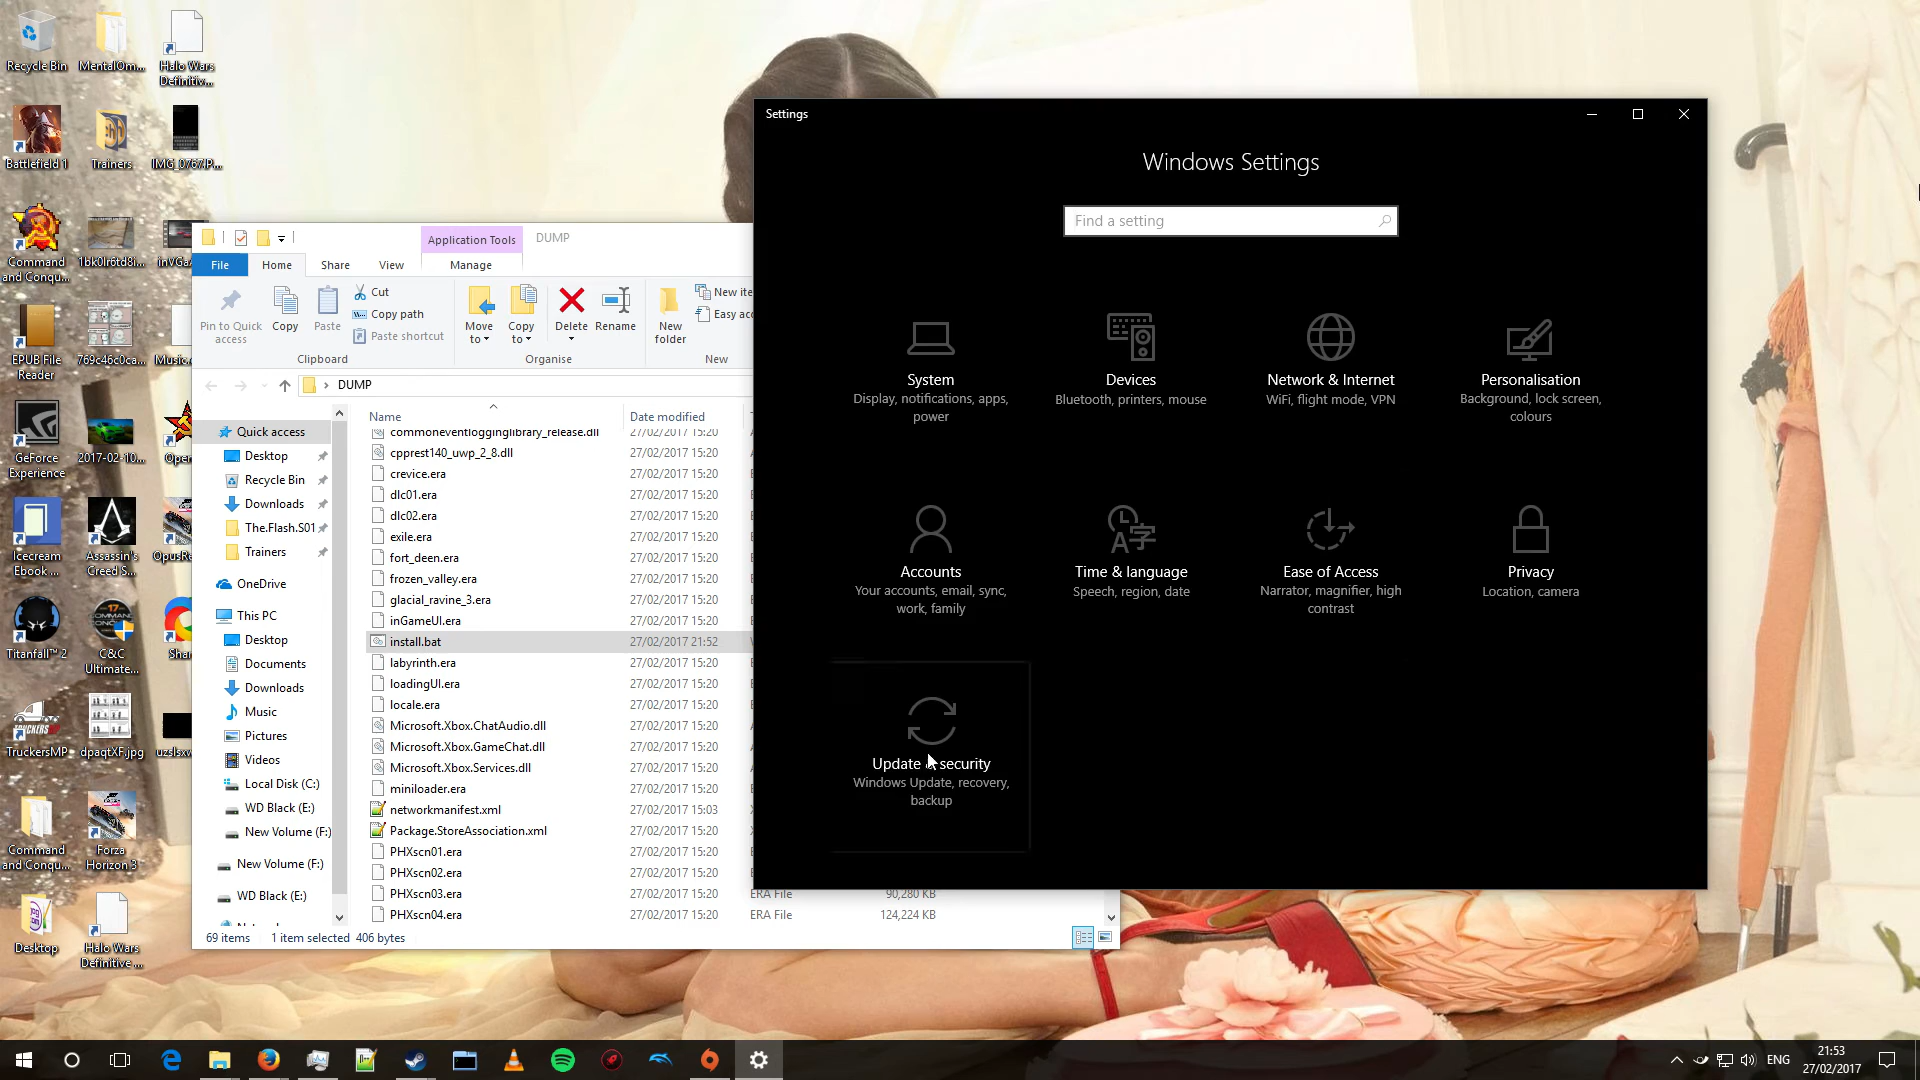 Recycle Bin
MentalOm...
Halo Wars
Definitiv...
Battlefield 1
Trainers
IMG_0767.JP...
Command
and Conqu...
1bk0lr6td8i...
EPUB File
Reader
769c46c0ca...
GeForce
Experience
2017-02-10...
Icecream
Ebook ...
Assassin's
Creed S...
Titanfall™ 2
C&C
Ultimate...
TruckersMP
dpaqtXF.jpg
Command
and Conqu...
Forza
Horizon 3
Desktop
Halo Wars
Definitive ...
Application Tools
DUMP
File
Home
Share
View
Manage
Pin to Quick
access
Copy
Paste
Cut
Copy path
Paste shortcut
Clipboard
Move
to
Copy
to
Delete
Rename
Organise
New
folder
New ite
Easy acc
New
DUMP
Name
Date modified
Quick access
Desktop
Recycle Bin
Downloads
The.Flash.S01
Trainers
OneDrive
This PC
Desktop
Documents
Downloads
Music
Pictures
Videos
Local Disk (C:)
WD Black (E:)
New Volume (F:)
New Volume (F:)
WD Black (E:)
commoneventlogginglibrary_release.dll 27/02/2017 15:20
cpprest140_uwp_2_8.dll 27/02/2017 15:20
crevice.era 27/02/2017 15:20
dlc01.era 27/02/2017 15:20
dlc02.era 27/02/2017 15:20
exile.era 27/02/2017 15:20
fort_deen.era 27/02/2017 15:20
frozen_valley.era 27/02/2017 15:20
glacial_ravine_3.era 27/02/2017 15:20
inGameUI.era 27/02/2017 15:20
install.bat 27/02/2017 21:52
labyrinth.era 27/02/2017 15:20
loadingUI.era 27/02/2017 15:20
locale.era 27/02/2017 15:20
Microsoft.Xbox.ChatAudio.dll 27/02/2017 15:20
Microsoft.Xbox.GameChat.dll 27/02/2017 15:20
Microsoft.Xbox.Services.dll 27/02/2017 15:20
miniloader.era 27/02/2017 15:20
networkmanifest.xml 27/02/2017 15:03
Package.StoreAssociation.xml 27/02/2017 15:20
PHXscn01.era 27/02/2017 15:20
PHXscn02.era 27/02/2017 15:20
PHXscn03.era 27/02/2017 15:20 ERA File 90,280 KB
PHXscn04.era 27/02/2017 15:20 ERA File 124,224 KB
69 items 1 item selected 406 bytes
Settings
Windows Settings
Find a setting
System
Display, notifications, apps,
power
Devices
Bluetooth, printers, mouse
Network & Internet
WiFi, flight mode, VPN
Personalisation
Background, lock screen,
colours
Accounts
Your accounts, email, sync,
work, family
Time & language
Speech, region, date
Ease of Access
Narrator, magnifier, high
contrast
Privacy
Location, camera
Update & security
Windows Update, recovery,
backup
ENG
21:53
27/02/2017